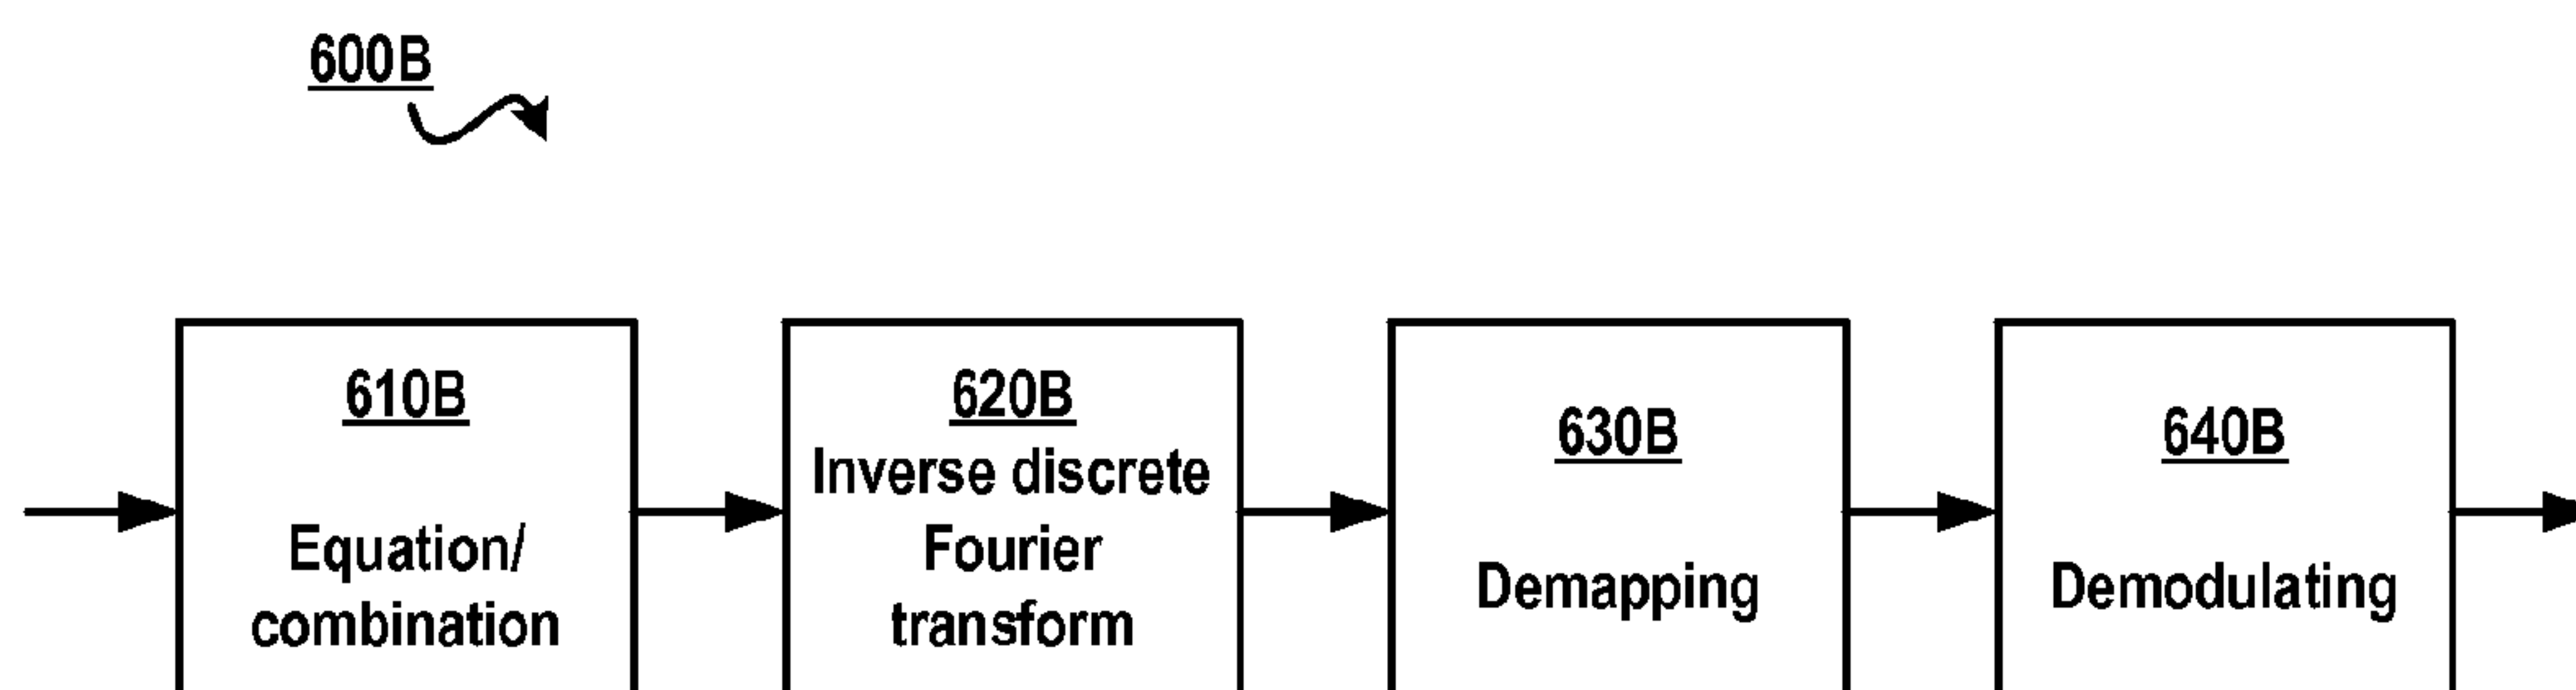 600B
610B
Equation/
combination
620B
Inverse discrete
Fourier
transform
630B
Demapping
640B
Demodulating